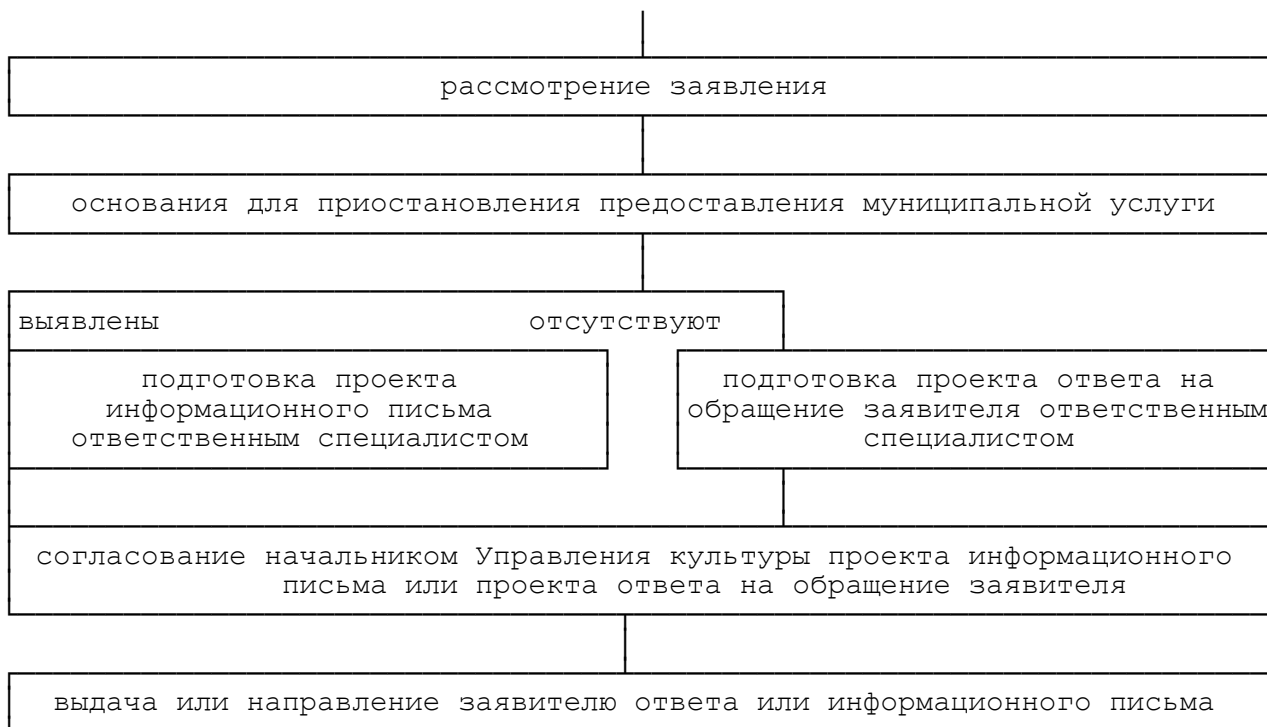 рассмотрение заявления
основания для приостановления предоставления муниципальной услуги
выявлены отсутствуют
подготовка проекта
информационного письма
ответственным специалистом
подготовка проекта ответа на
обращение заявителя ответственным
специалистом
согласование начальником Управления культуры проекта информационного
письма или проекта ответа на обращение заявителя
выдача или направление заявителю ответа или информационного письма